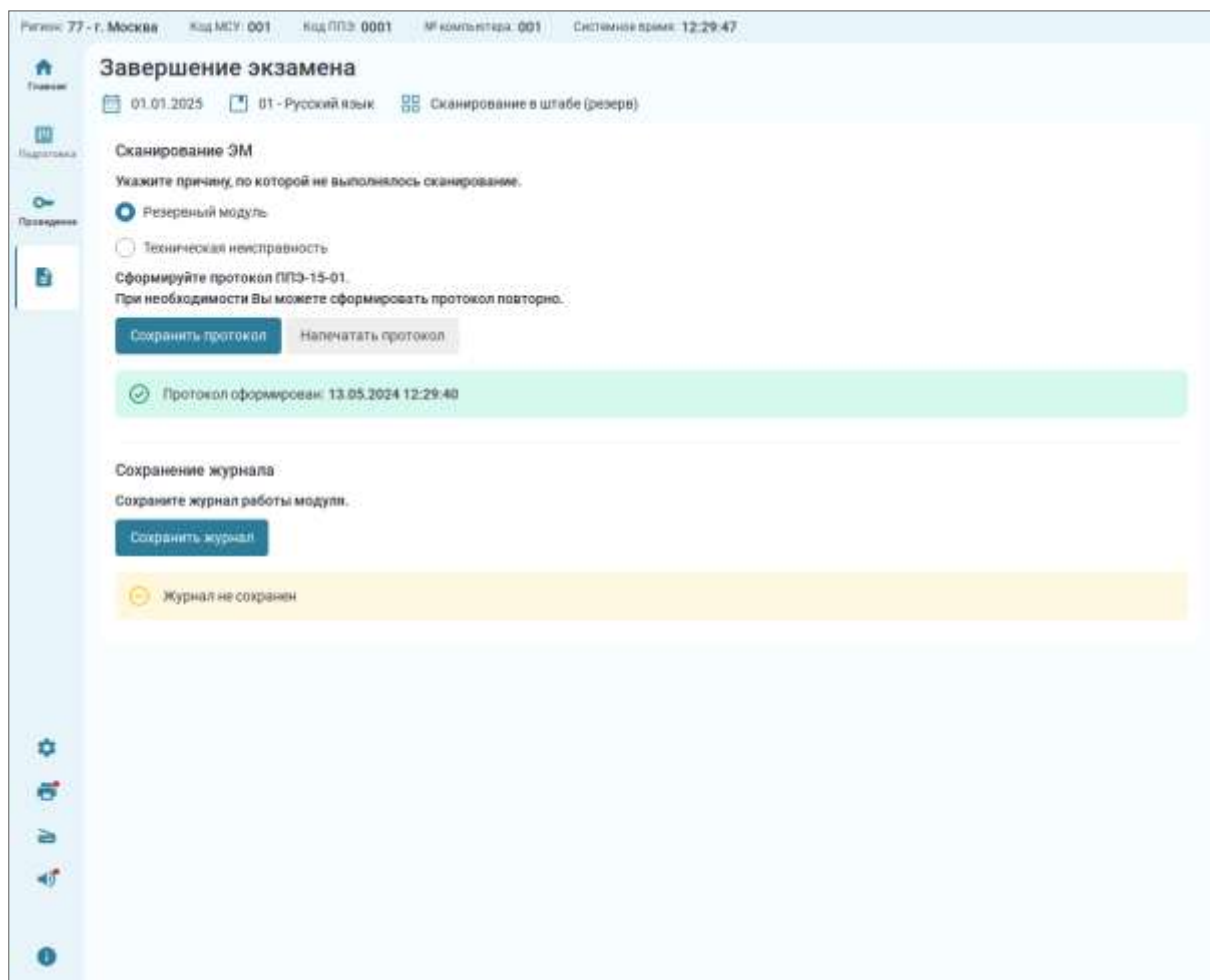 Регион: 77 - г. Москва Код МСУ: 001 Код ППЭ: 0001 № компьютера: 001 Системное время: 12:29:47
Главная
Завершение экзамена
01.01.2025 01 - Русский язык Сканирование в штабе (резерв)
Подготовка
Сканирование ЭМ
Укажите причину, по которой не выполнялось сканирование.
Резервный модуль
Проведение
Техническая неисправность
Сформируйте протокол ППЭ-15-01.
При необходимости Вы можете сформировать протокол повторно.
Сохранить протокол Напечатать протокол
Протокол сформирован: 13.05.2024 12:29:40
Сохранение журнала
Сохраните журнал работы модуля.
Сохранить журнал
Журнал не сохранен